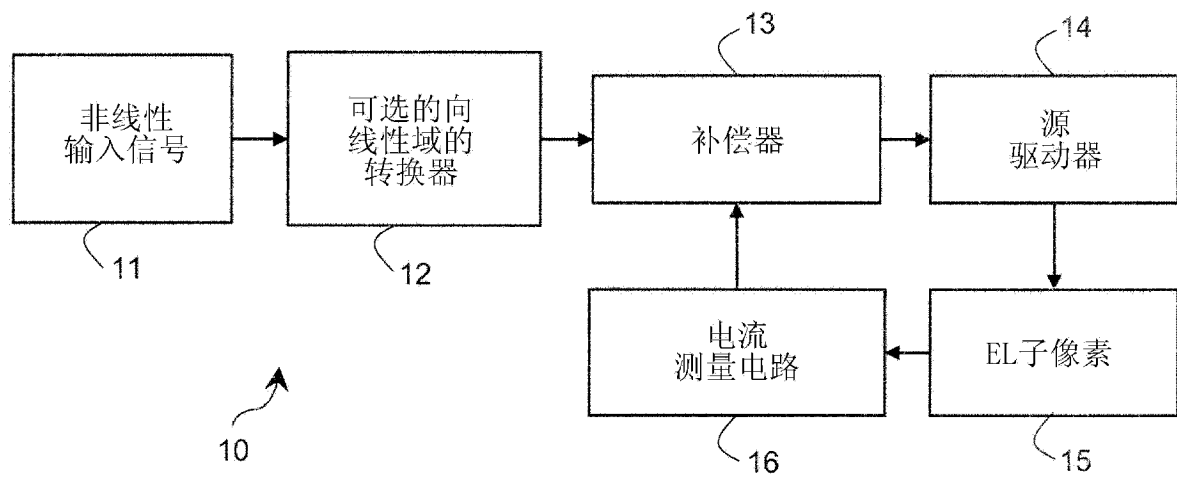 13
14
非线性
输入信号
可选的向
线性域的
转换器
补偿器
源
驱动器
11
12
电流
测量电路
EL子像素
10
16
15